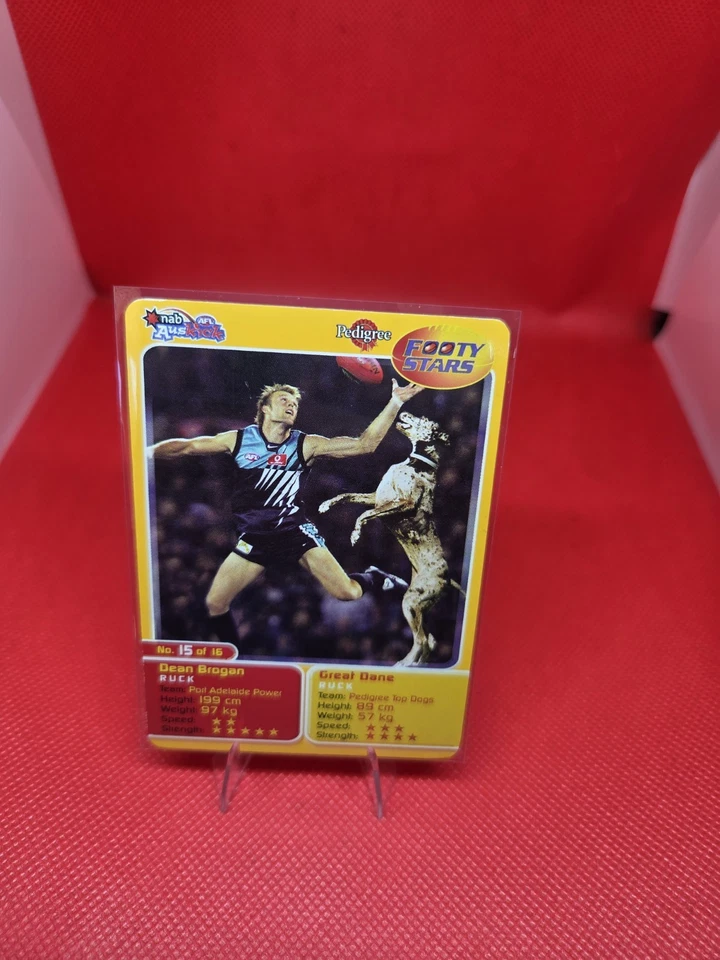 nab
AFL
Auskick
Pedigree
FOOTY
STARS
AFL
No. 15 of 16
Dean Brogan
RUCK
Team: Port Adelaide Power
Height: 199 cm
Weight: 97 kg
Speed: ★★
Strength: ★★★★★
Great Dane
RUCK
Team: Pedigree Top Dogs
Height: 89 cm
Weight: 57 kg
Speed: ★★★
Strength: ★★★★